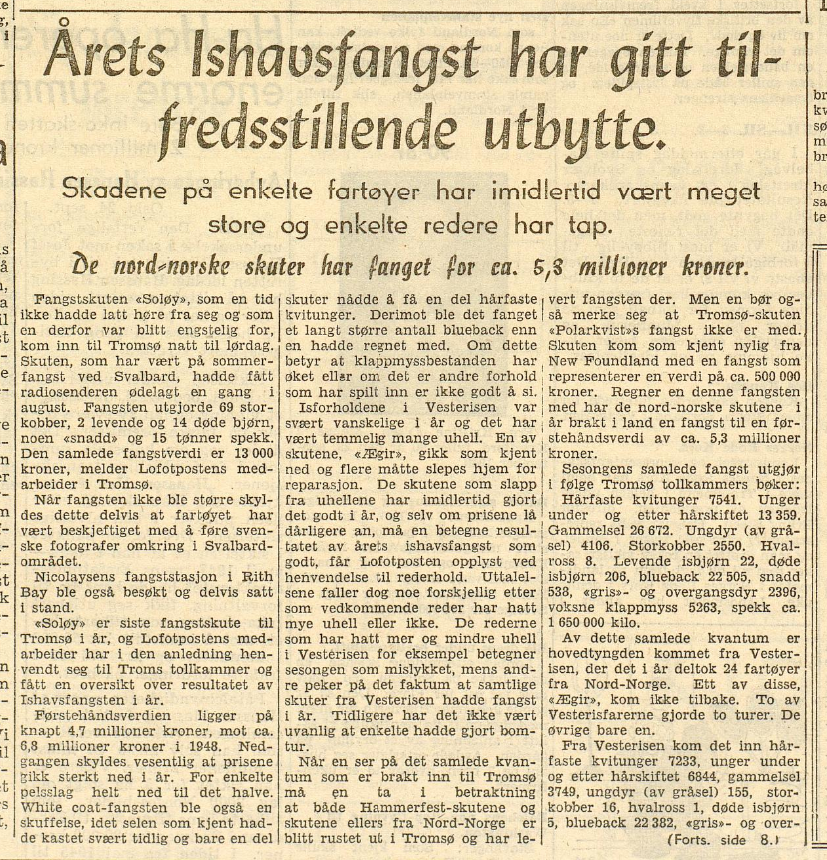 Årets Ishavsfangst har gitt til-
fredsstillende utbytte.
Skadene på enkelte fartøyer har imidlertid vært meget
store og enkelte redere har tap.
De nord-norske skuter har fanget for ca. 5,3 millioner kroner.
Fangstskuten «Soløy», som en tid
ikke hadde latt høre fra seg og som
en derfor var blitt engstelig for,
kom inn til Tromsø natt til lørdag.
Skuten, som har vært på sommer-
fangst ved Svalbard, hadde fått
radiosenderen ødelagt en gang i
august. Fangsten utgjorde 69 stor-
kobber, 2 levende og 14 døde bjørn,
noen «snadd» og 15 tønner spekk.
Den samlede fangstverdi er 13 000
kroner, melder Lofotpostens med-
arbeider i Tromsø.
Når fangsten ikke ble større skyl-
des dette delvis at fartøyet har
vært beskjeftiget med å føre sven-
ske fotografer omkring i Svalbard-
området.
Nicolaysens fangststasjon i Rith
Bay ble også besøkt og delvis satt
i stand.
«Soløy» er siste fangstskute til
Tromsø i år, og Lofotpostens med-
arbeider har i den anledning hen-
vendt seg til Troms tollkammer og
fått en oversikt over resultatet av
Ishavsfangsten i år.
Førstehåndsverdien ligger på
knapt 4,7 millioner kroner, mot ca.
6,8 millioner kroner i 1948. Ned-
gangen skyldes vesentlig at prisene
gikk sterkt ned i år. For enkelte
pelsslag helt ned til det halve.
White coat-fangsten ble også en
skuffelse, idet selen som kjent had-
de kastet svært tidlig og bare en del
skuter nådde å få en del hårfaste
kvitunger. Derimot ble det fanget
et langt større antall blueback enn
en hadde regnet med. Om dette
betyr at klappmyssbestanden har
øket eller om det er andre forhold
som har spilt inn er ikke godt å si.
Isforholdene i Vesterisen var
svært vanskelige i år og det har
vært temmelig mange uhell. En av
skutene, «Ægir», gikk som kjent
ned og flere måtte slepes hjem for
reparasjon. De skutene som slapp
fra uhellene har imidlertid gjort
det godt i år, og selv om prisene lå
dårligere an, må en betegne resul-
tatet av årets ishavsfangst som
godt, får Lofotposten opplyst ved
henvendelse til rederhold. Uttalel-
sene faller dog noe forskjellig etter
som vedkommende reder har hatt
mye uhell eller ikke. De rederne
som har hatt mer og mindre uhell
i Vesterisen for eksempel betegner
sesongen som mislykket, mens and-
re peker på det faktum at samtlige
skuter fra Vesterisen hadde fangst
i år. Tidligere har det ikke vært
uvanlig at enkelte hadde gjort bom-
tur.
Når en ser på det samlede kvan-
tum som er brakt inn til Tromsø
må en ta i betraktning
at både Hammerfest-skutene og
skutene ellers fra Nord-Norge er
blitt rustet ut i Tromsø og har le-
vert fangsten der. Men en bør og-
så merke seg at Tromsø-skuten
«Polarkvist»s fangst ikke er med.
Skuten kom som kjent nylig fra
New Foundland med en fangst som
representerer en verdi på ca. 500 000
kroner. Regner en denne fangsten
med har de nord-norske skutene i
år brakt i land en fangst til en før-
stehåndsverdi av ca. 5,3 millioner
kroner.
Sesongens samlede fangst utgjør
i følge Tromsø tollkammers bøker:
Hårfaste kvitunger 7541. Unger
under og etter hårskiftet 13 359.
Gammelsel 26 672. Ungdyr (av grå-
sel) 4106. Storkobber 2550. Hval-
ross 8. Levende isbjørn 22, døde
isbjørn 206, blueback 22 505, snadd
538, «gris»- og overgangsdyr 2396,
voksne klappmyss 5263, spekk ca.
1 650 000 kilo.
Av dette samlede kvantum er
hovedtyngden kommet fra Vester-
isen, der det i år deltok 24 fartøyer
fra Nord-Norge. Ett av disse,
«Ægir», kom ikke tilbake. To av
Vesterisfarerne gjorde to turer. De
øvrige bare en.
Fra Vesterisen kom det inn hår-
faste kvitunger 7233, unger under
og etter hårskiftet 6844, gammelsel
3749, ungdyr (av gråsel) 155, stor-
kobber 16, hvalross 1, døde isbjørn
5, blueback 22 382, «gris»- og over-
(Forts. side 8.)